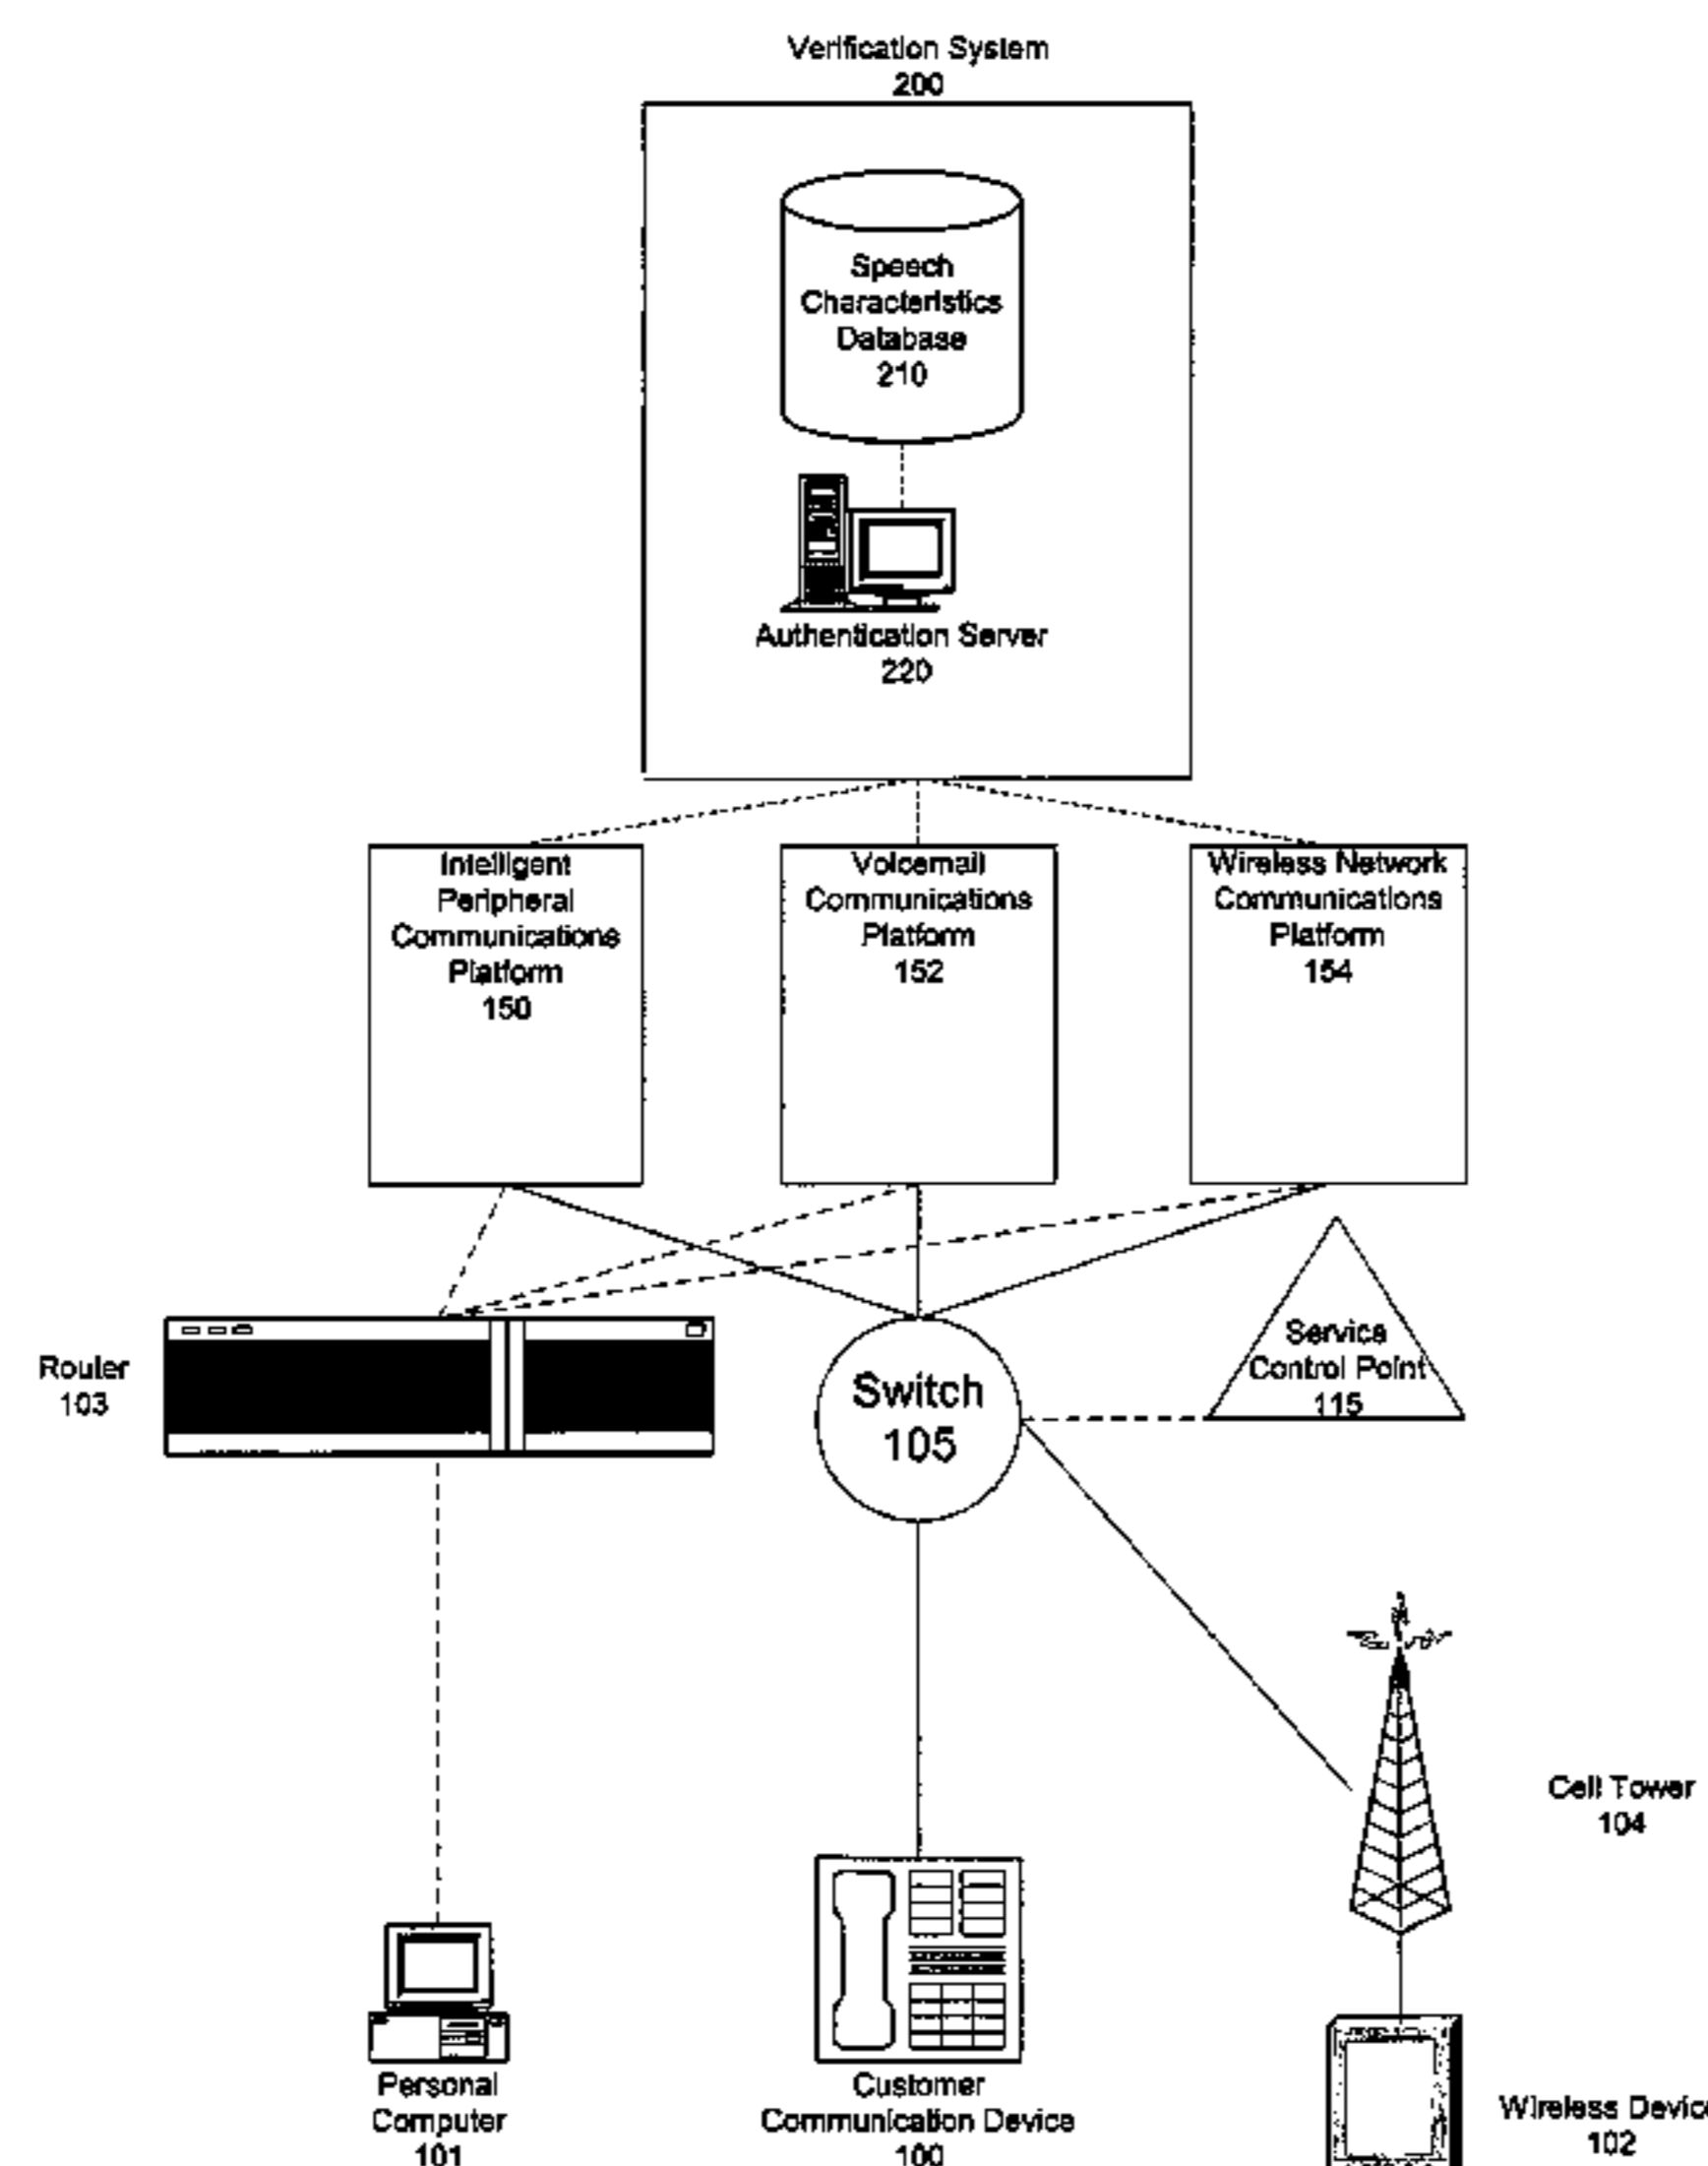 Verification System
200
Speech
Characteristics
Database
210
Authentication Server
220
Intelligent
Peripheral
Communications
Platform
150
Voicemail
Communications
Platform
152
Wireless Network
Communications
Platform
154
Router
103
Switch
105
Service
Control Point
115
Cell Tower
104
Personal
Computer
101
Customer
Communication Device
100
Wireless Device
102